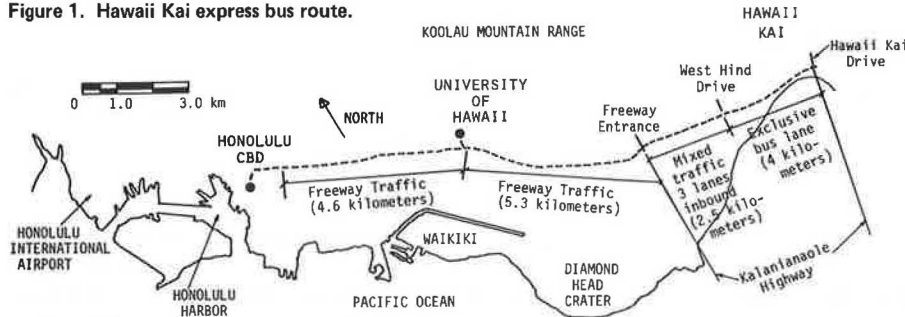 Figure 1. Hawaii Kai express bus route.
KOOLAU MOUNTAIN RANGE
HAWAII
KAI
Hawaii Kai
Drive
West Hind
Drive
UNIVERSITY
OF
HAWAII
0 1.0 3.0 km
NORTH
Freeway
Entrance
HONOLULU
CBD
Mixed
traffic
3 lanes
inbound
(2.5 kilo-
meters)
Exclusive
bus lane
(4 kilo-
meters)
Freeway Traffic
(4.6 kilometers)
Freeway Traffic
(5.3 kilometers)
WAIKIKI
HONOLULU
INTERNATIONAL
AIRPORT
HONOLULU
HARBOR
PACIFIC OCEAN
DIAMOND
HEAD
CRATER
Kalanianaole
Highway